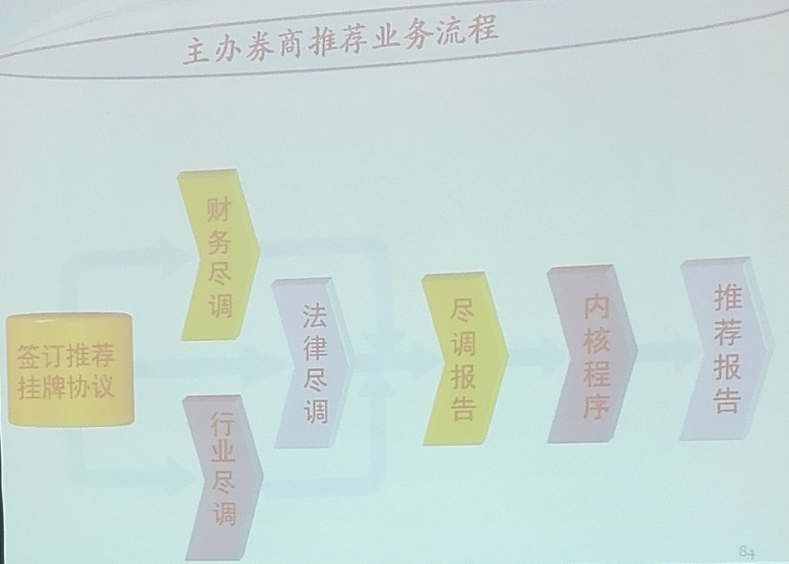 主办券商推荐业务流程
签订推荐
挂牌协议
财务尽调
法律尽调
行业尽调
尽调报告
内核程序
推荐报告
84